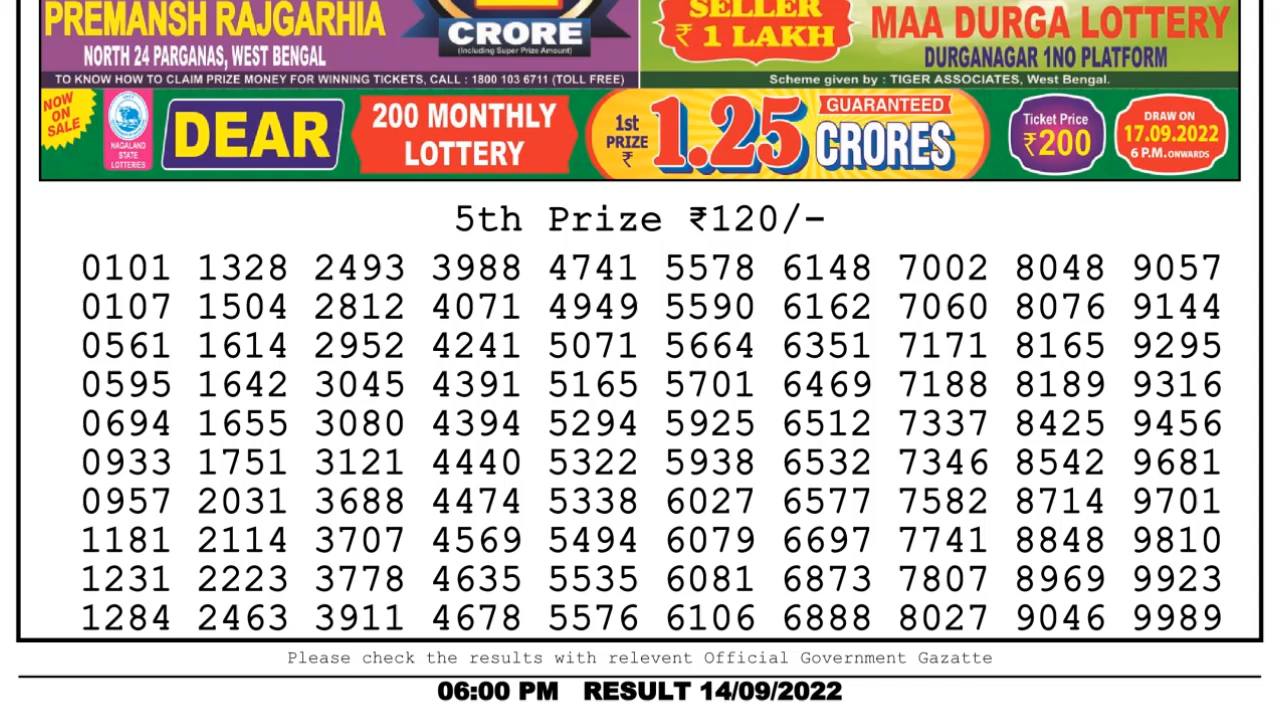 PREMANSH RAJGARHIA
NORTH 24 PARGANAS, WEST BENGAL
CRORE
(Including Super Prize Amount)
TO KNOW HOW TO CLAIM PRIZE MONEY FOR WINNING TICKETS, CALL : 1800 103 6711 (TOLL FREE)
SELLER
₹ 1 LAKH
MAA DURGA LOTTERY
DURGANAGAR 1NO PLATFORM
Scheme given by : TIGER ASSOCIATES, West Bengal.
NOW
ON
SALE
NAGALAND
STATE
LOTTERIES
DEAR
200 MONTHLY
LOTTERY
1st
PRIZE
₹
1.25
GUARANTEED
CRORES
Ticket Price
₹200
DRAW ON
17.09.2022
6 P.M. ONWARDS
5th Prize ₹120/-
0101 1328 2493 3988 4741 5578 6148 7002 8048 9057
0107 1504 2812 4071 4949 5590 6162 7060 8076 9144
0561 1614 2952 4241 5071 5664 6351 7171 8165 9295
0595 1642 3045 4391 5165 5701 6469 7188 8189 9316
0694 1655 3080 4394 5294 5925 6512 7337 8425 9456
0933 1751 3121 4440 5322 5938 6532 7346 8542 9681
0957 2031 3688 4474 5338 6027 6577 7582 8714 9701
1181 2114 3707 4569 5494 6079 6697 7741 8848 9810
1231 2223 3778 4635 5535 6081 6873 7807 8969 9923
1284 2463 3911 4678 5576 6106 6888 8027 9046 9989
Please check the results with relevent Official Government Gazatte
06:00 PM RESULT 14/09/2022